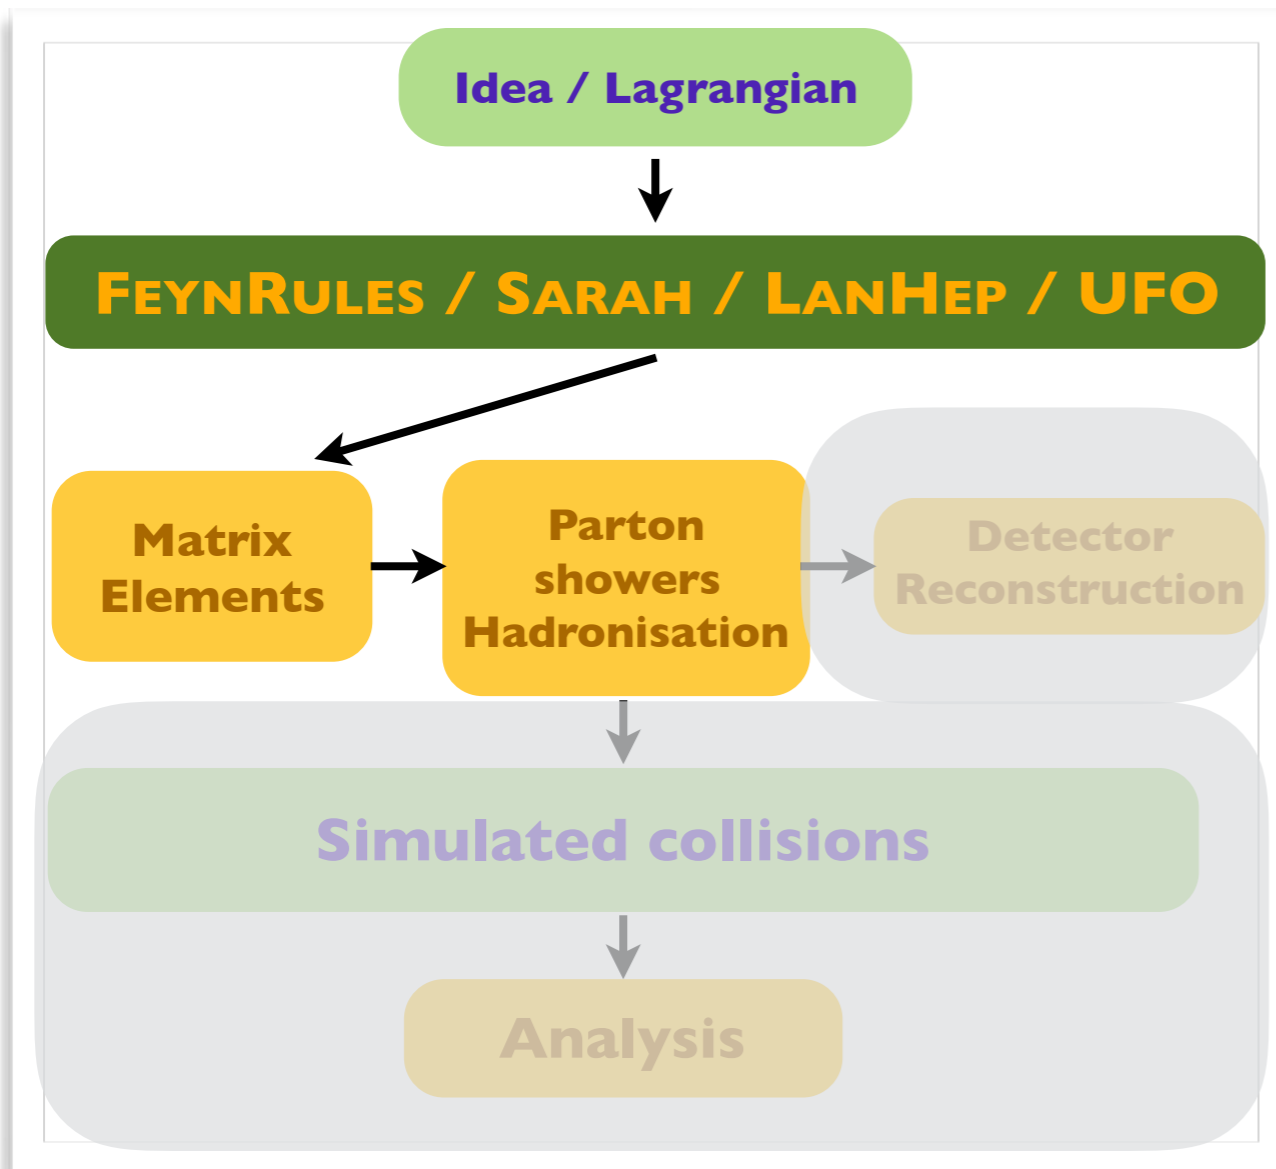 Idea / Lagrangian
FEYNRULES / SARAH / LANHEP / UFO
Matrix
Elements
Parton
showers
Hadronisation
Detector
Reconstruction
Simulated collisions
Analysis